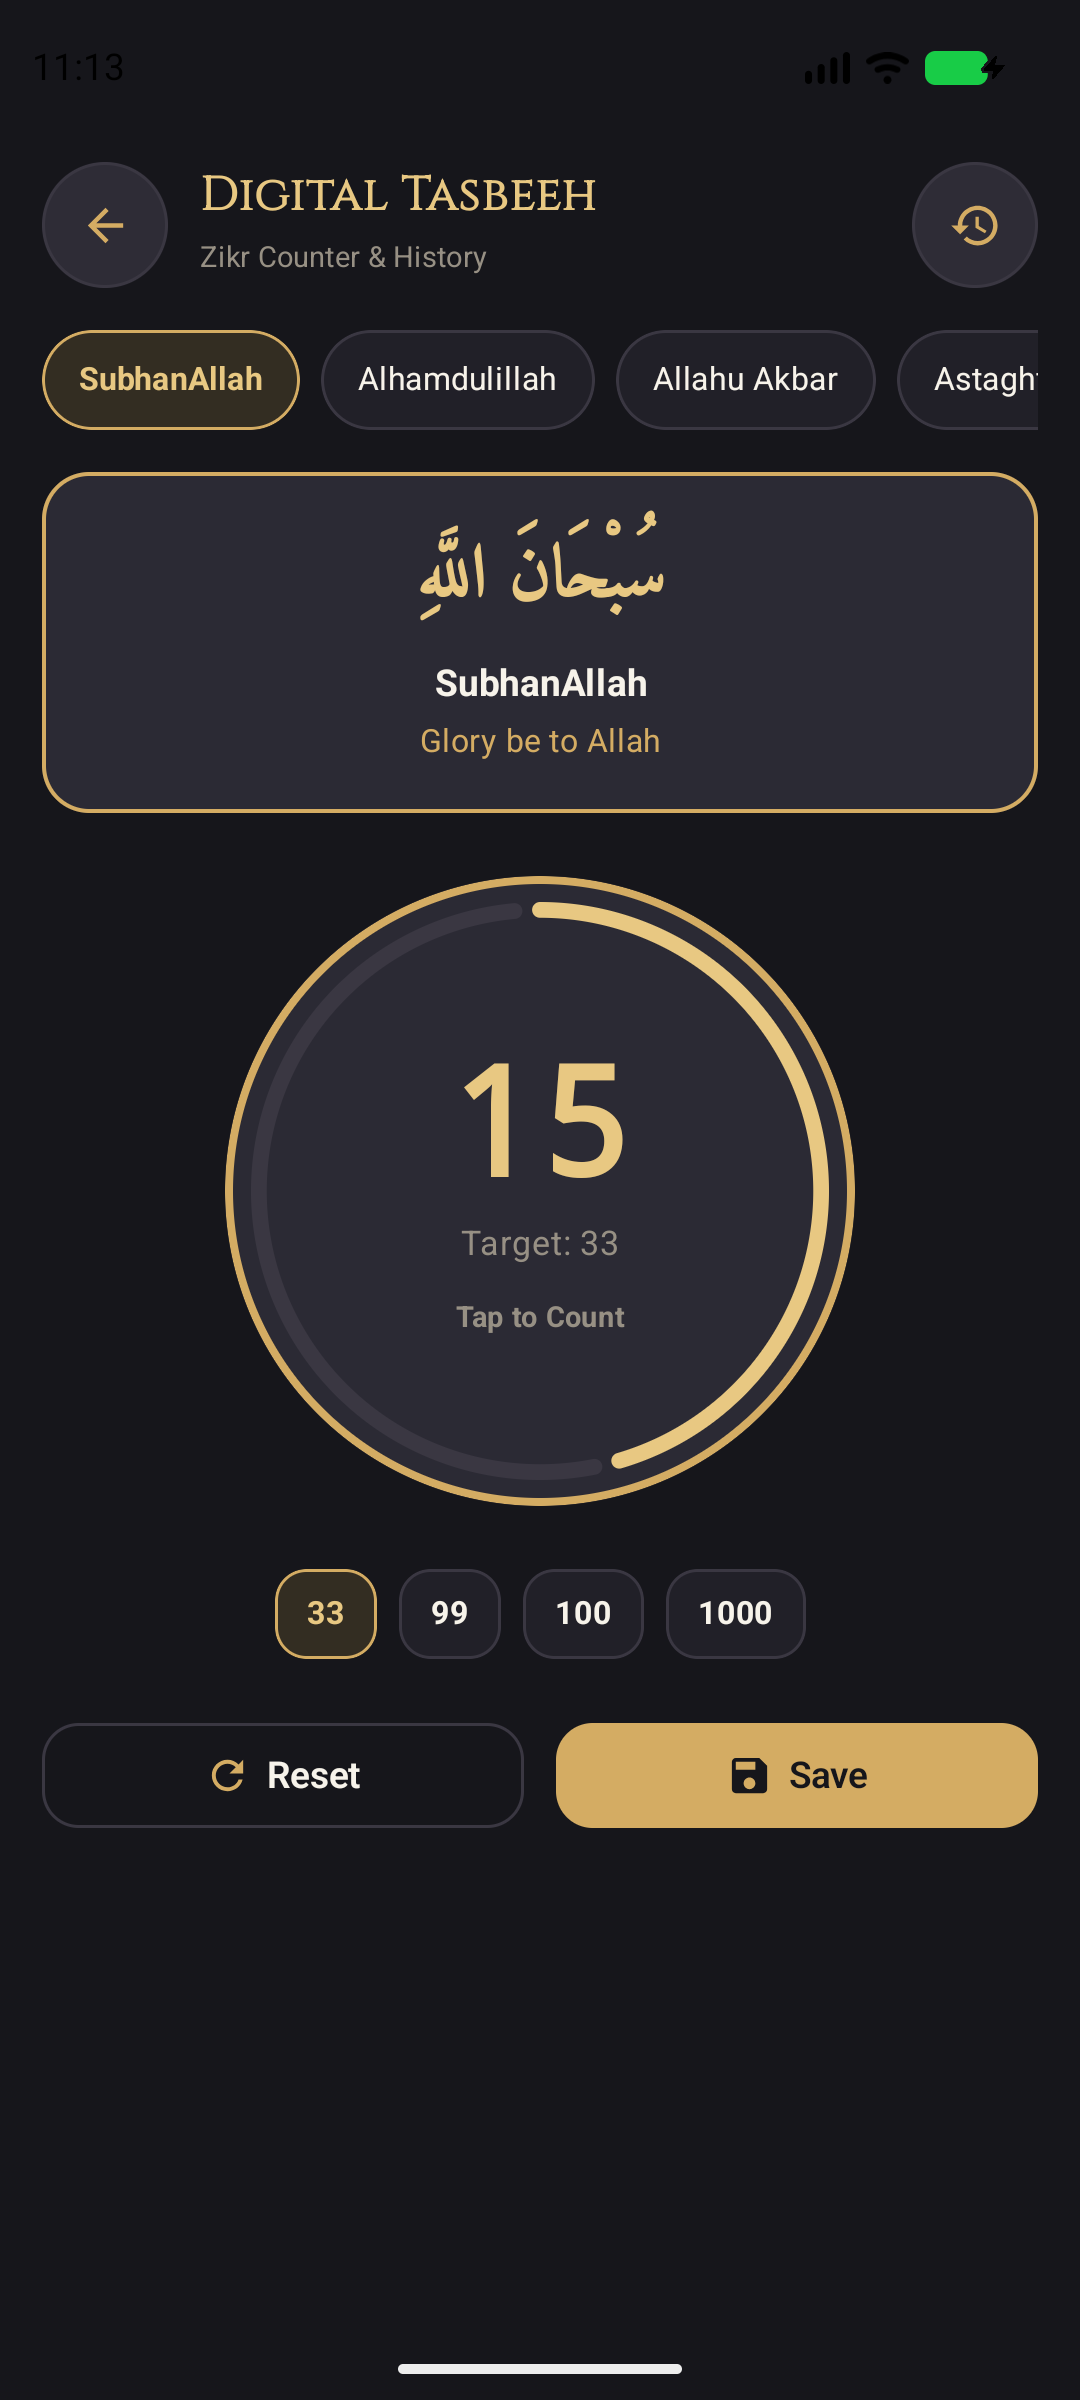 11:13
Digital Tasbeeh
Zikr Counter & History
SubhanAllah
Alhamdulillah
Allahu Akbar
سُبْحَانَ اللَّهِ
SubhanAllah
Glory be to Allah
15
Target: 33
Tap to Count
33
99
100
1000
Reset
Save